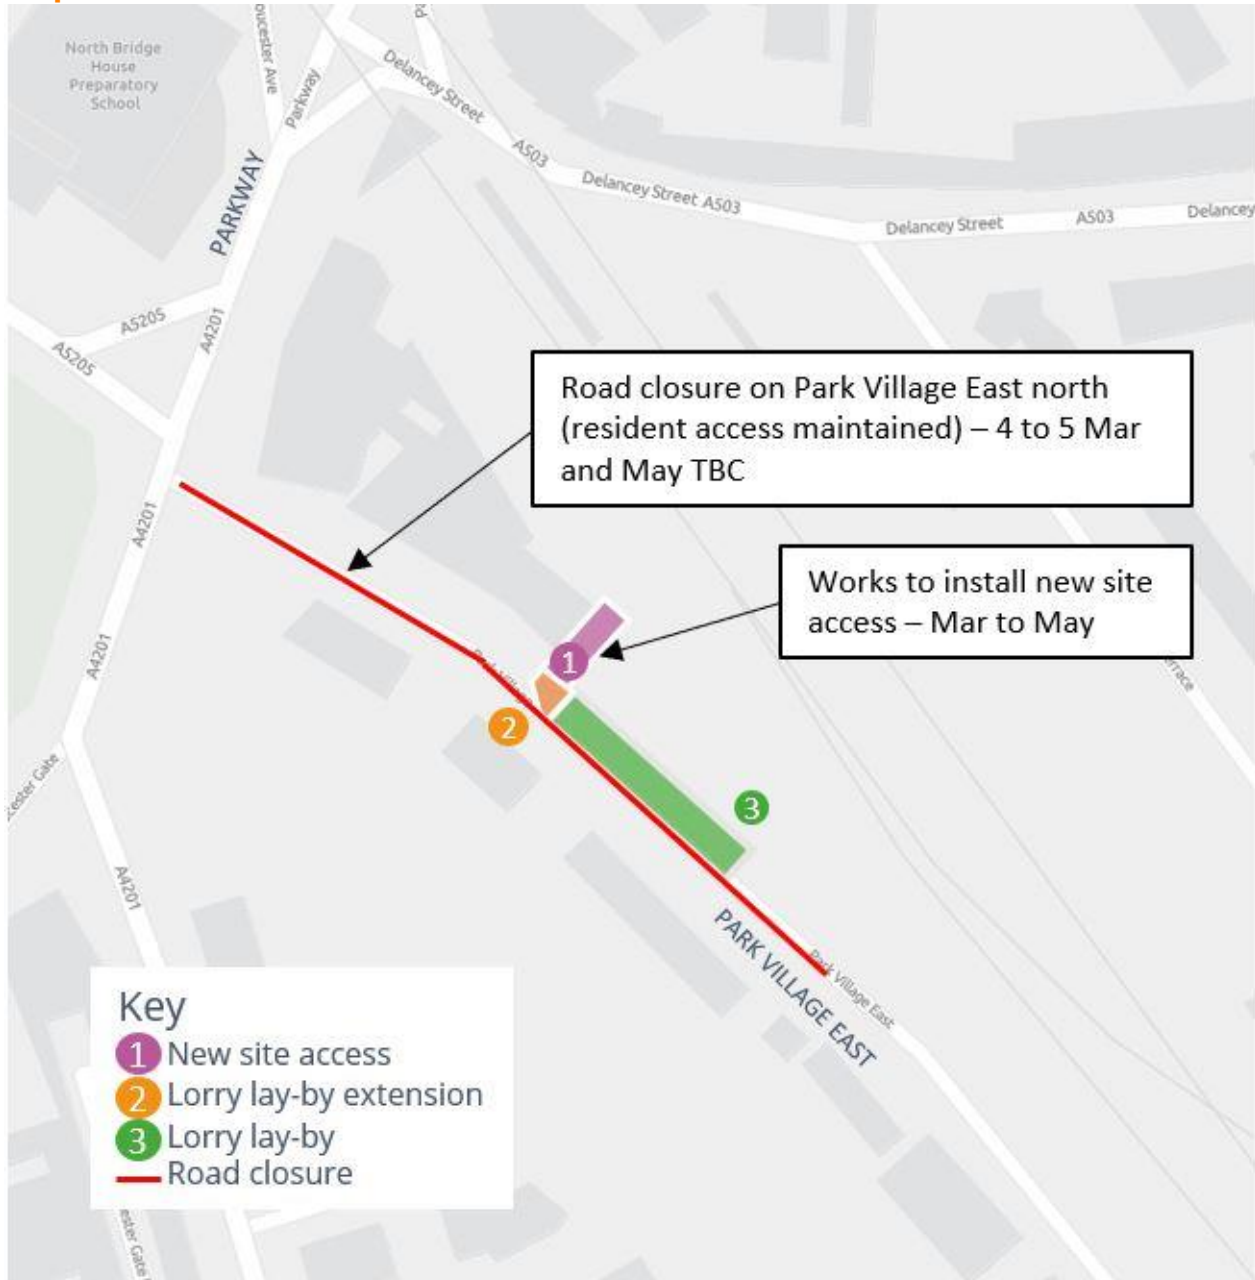 North Bridge
House
Preparatory
School
Parkway
PARKWAY
Delancey Street
A503
Delancey Street A503
Delancey Street
A503
Delancey
A5205
A5205
A4201
A4201
A4201
A4201
Road closure on Park Village East north
(resident access maintained) – 4 to 5 Mar
and May TBC
Works to install new site
access – Mar to May
1
2
3
Park Village
PARK VILLAGE EAST
Park Village East
Key
1 New site access
2 Lorry lay-by extension
3 Lorry lay-by
Road closure